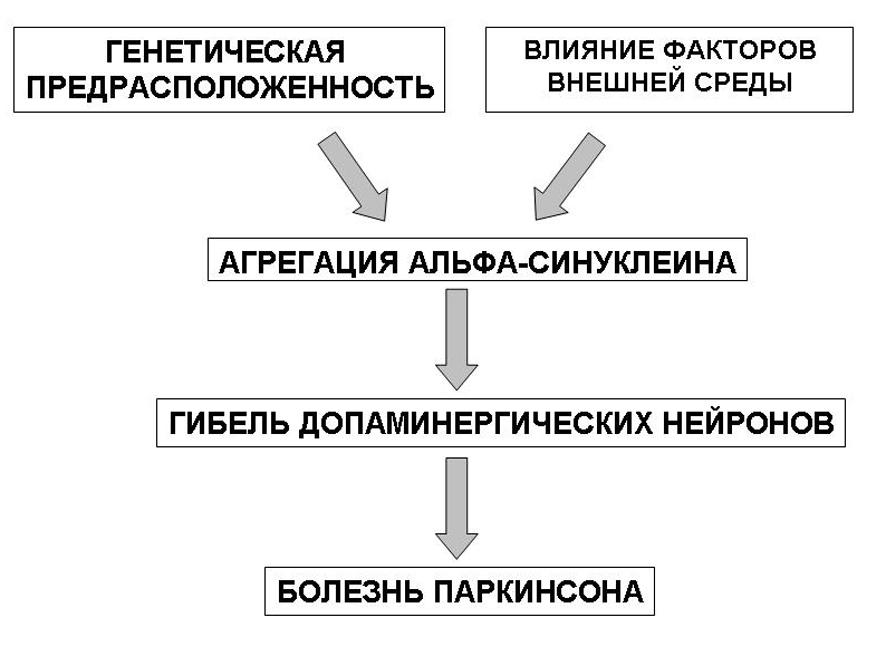 ГЕНЕТИЧЕСКАЯ
ПРЕДРАСПОЛОЖЕННОСТЬ
ВЛИЯНИЕ ФАКТОРОВ
ВНЕШНЕЙ СРЕДЫ
АГРЕГАЦИЯ АЛЬФА-СИНУКЛЕИНА
ГИБЕЛЬ ДОПАМИНЕРГИЧЕСКИХ НЕЙРОНОВ
БОЛЕЗНЬ ПАРКИНСОНА